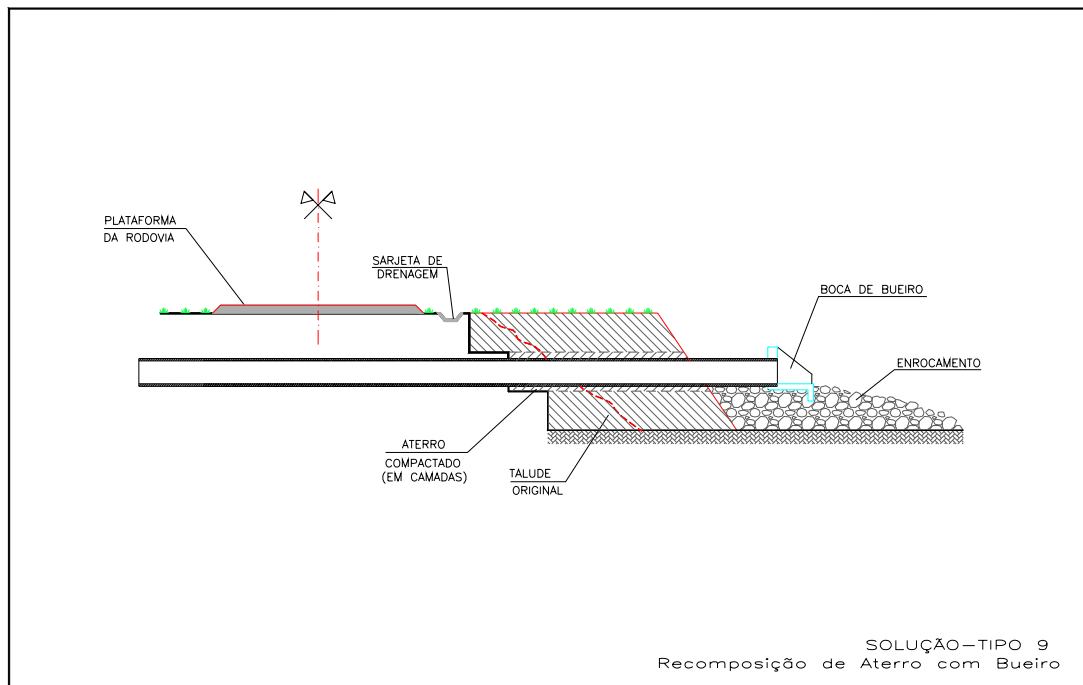 PLATAFORMA
DA RODOVIA
SARJETA DE
DRENAGEM
BOCA DE BUEIRO
ENROCAMENTO
ATERRO
COMPACTADO
(EM CAMADAS)
TALUDE
ORIGINAL
SOLUÇÃO-TIPO 9
Recomposição de Aterro com Bueiro